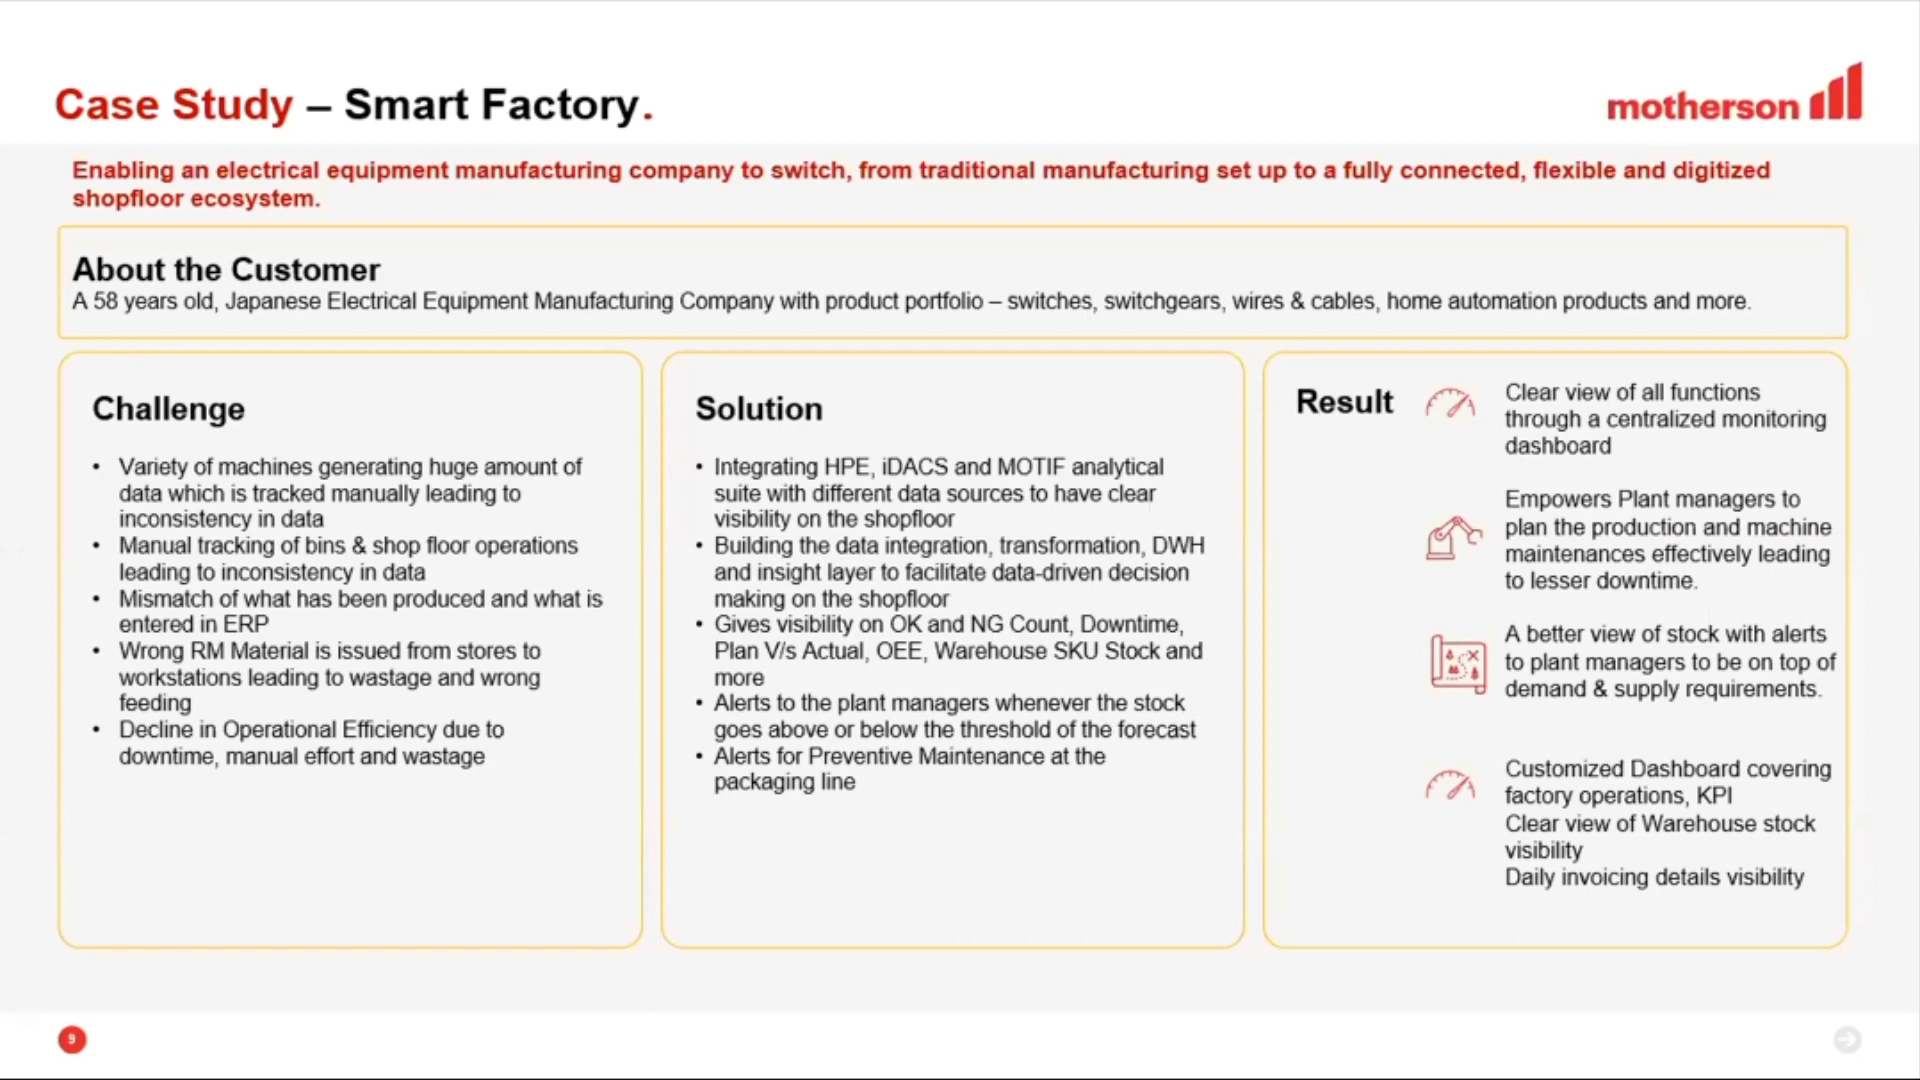 Case Study – Smart Factory.
motherson
Enabling an electrical equipment manufacturing company to switch, from traditional manufacturing set up to a fully connected, flexible and digitized
shopfloor ecosystem.
About the Customer
A 58 years old, Japanese Electrical Equipment Manufacturing Company with product portfolio – switches, switchgears, wires & cables, home automation products and more.
Challenge
• Variety of machines generating huge amount of
data which is tracked manually leading to
inconsistency in data
• Manual tracking of bins & shop floor operations
leading to inconsistency in data
• Mismatch of what has been produced and what is
entered in ERP
• Wrong RM Material is issued from stores to
workstations leading to wastage and wrong
feeding
• Decline in Operational Efficiency due to
downtime, manual effort and wastage
Solution
• Integrating HPE, iDACS and MOTIF analytical
suite with different data sources to have clear
visibility on the shopfloor
• Building the data integration, transformation, DWH
and insight layer to facilitate data-driven decision
making on the shopfloor
• Gives visibility on OK and NG Count, Downtime,
Plan V/s Actual, OEE, Warehouse SKU Stock and
more
• Alerts to the plant managers whenever the stock
goes above or below the threshold of the forecast
• Alerts for Preventive Maintenance at the
packaging line
Result
Clear view of all functions
through a centralized monitoring
dashboard
Empowers Plant managers to
plan the production and machine
maintenances effectively leading
to lesser downtime.
A better view of stock with alerts
to plant managers to be on top of
demand & supply requirements.
Customized Dashboard covering
factory operations, KPI
Clear view of Warehouse stock
visibility
Daily invoicing details visibility
9